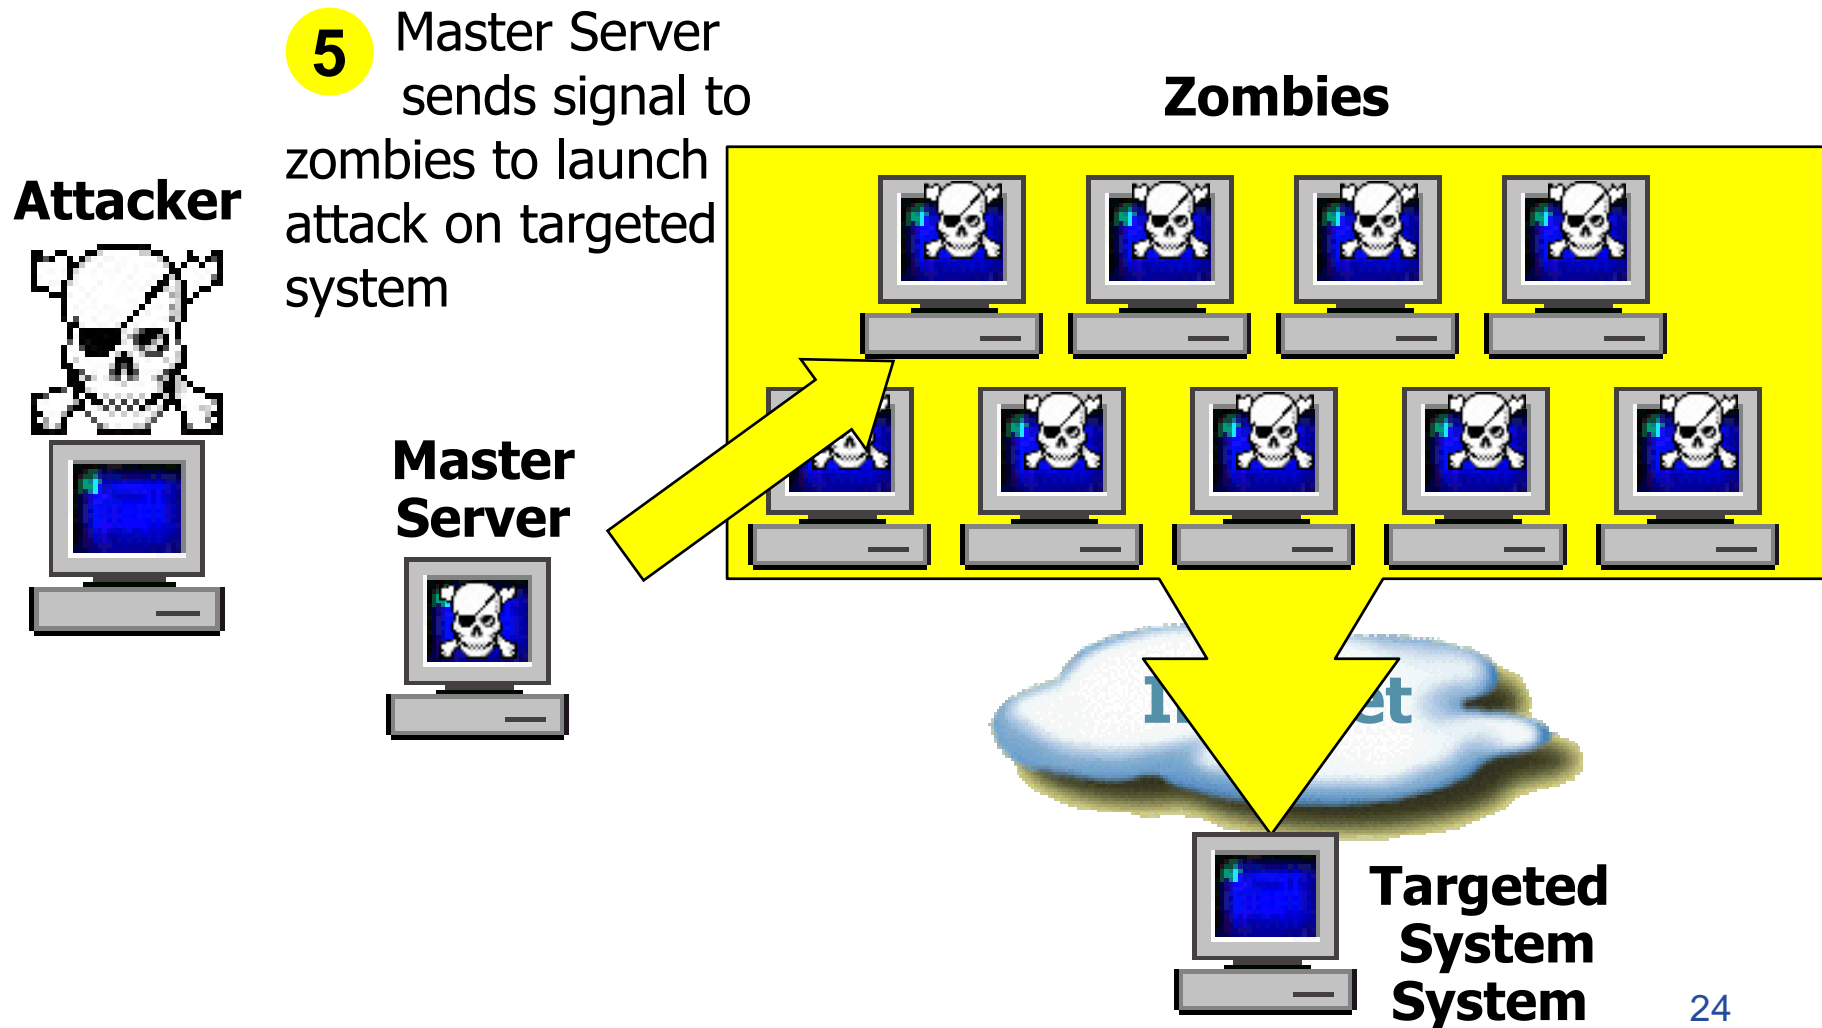 5 Master Server
sends signal to
zombies to launch
attack on targeted
system
Zombies
Attacker
Master
Server
Targeted
System
System
24